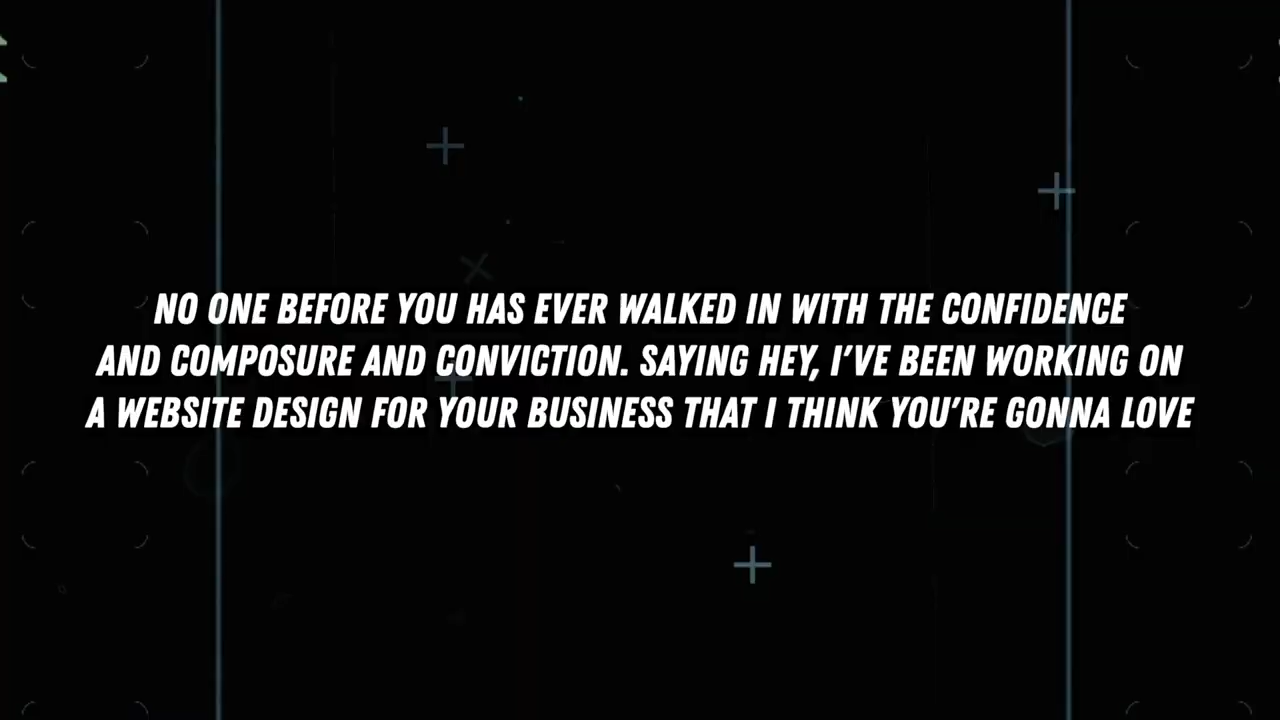 NO ONE BEFORE YOU HAS EVER WALKED IN WITH THE CONFIDENCE
AND COMPOSURE AND CONVICTION. SAYING HEY, I'VE BEEN WORKING ON
A WEBSITE DESIGN FOR YOUR BUSINESS THAT I THINK YOU'RE GONNA LOVE